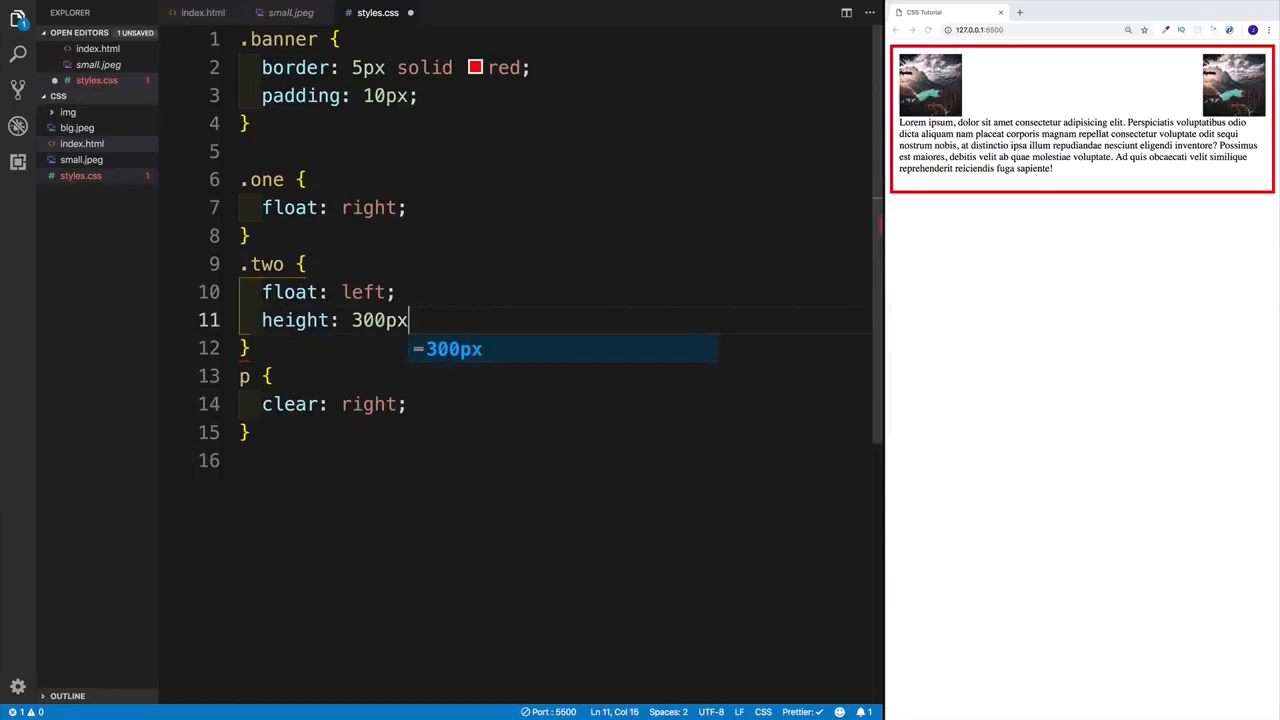 EXPLORER
OPEN EDITORS 1 UNSAVED
index.html
small.jpeg
styles.css 1
CSS
img
big.jpeg
index.html
small.jpeg
styles.css 1
OUTLINE
index.html small.jpeg styles.css
1 .banner {
2 border: 5px solid red;
3 padding: 10px;
4 }
5
6 .one {
7 float: right;
8 }
9 .two {
10 float: left;
11 height: 300px
12 }
300px
13 p {
14 clear: right;
15 }
16
1 0 Port : 5500 Ln 11, Col 16 Spaces: 2 UTF-8 LF CSS Prettier: 1
CSS Tutorial
127.0.0.1:5500
Lorem ipsum, dolor sit amet consectetur adipisicing elit. Perspiciatis voluptatibus odio
dicta aliquam nam placeat corporis magnam repellat consectetur voluptate odit sequi
nostrum nobis, at distinctio ipsa illum repudiandae nesciunt eligendi inventore? Possimus
est maiores, debitis velit ab quae molestiae voluptate. Ad quis obcaecati velit similique
reprehenderit reiciendis fuga sapiente!